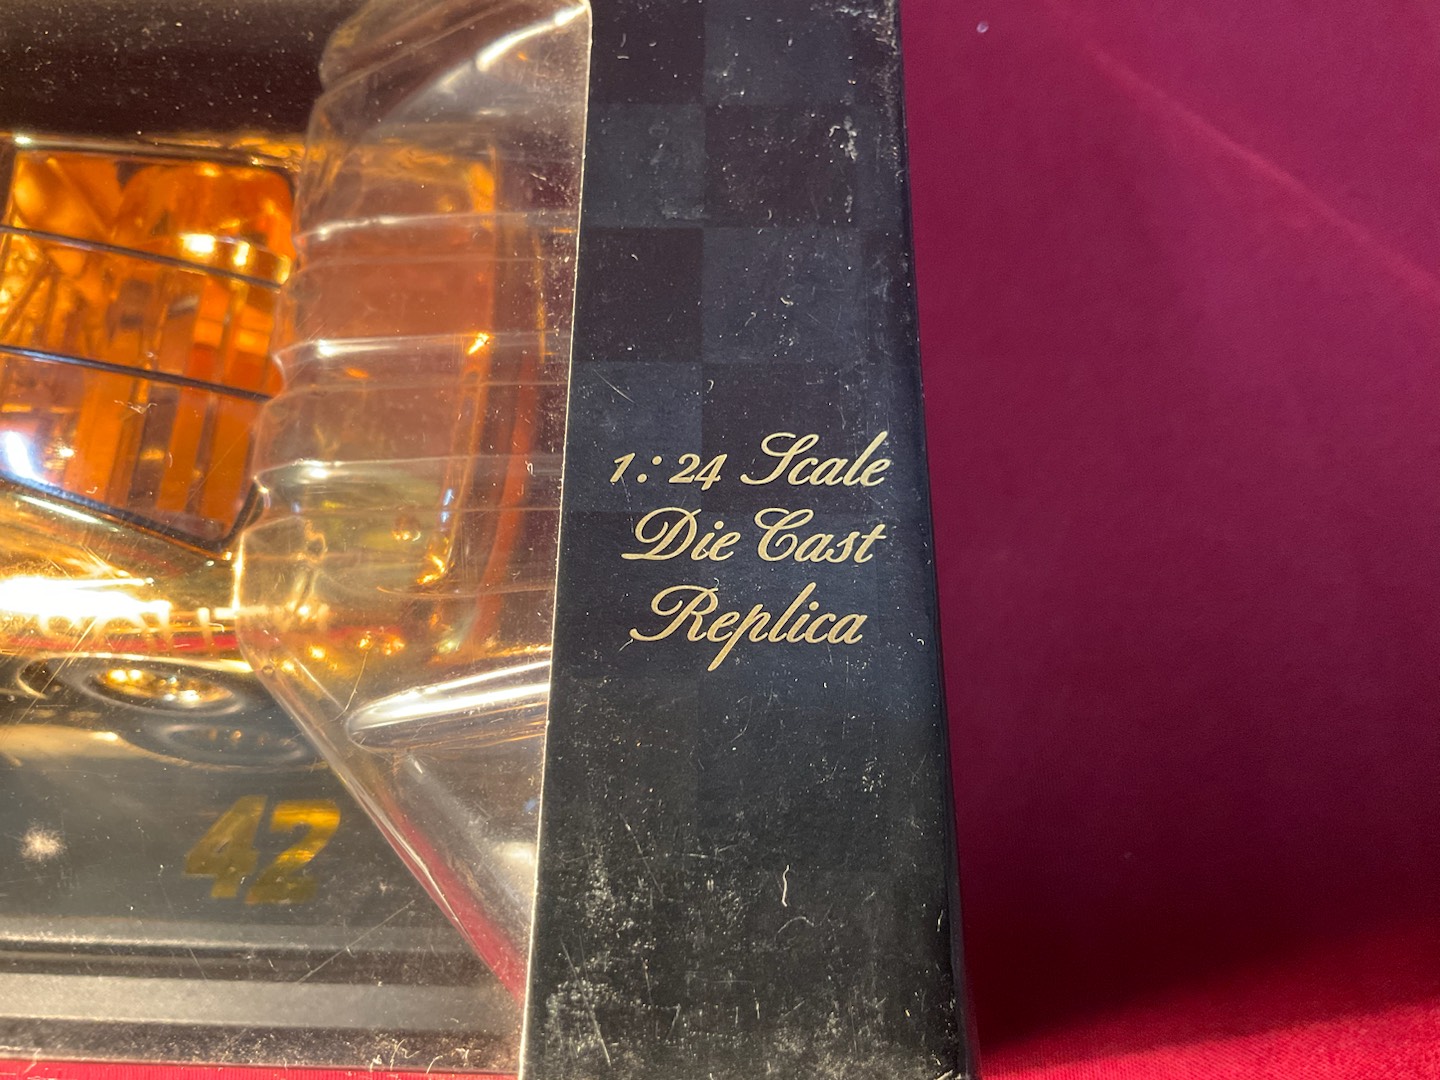 1:24 Scale
Die Cast
Replica
42